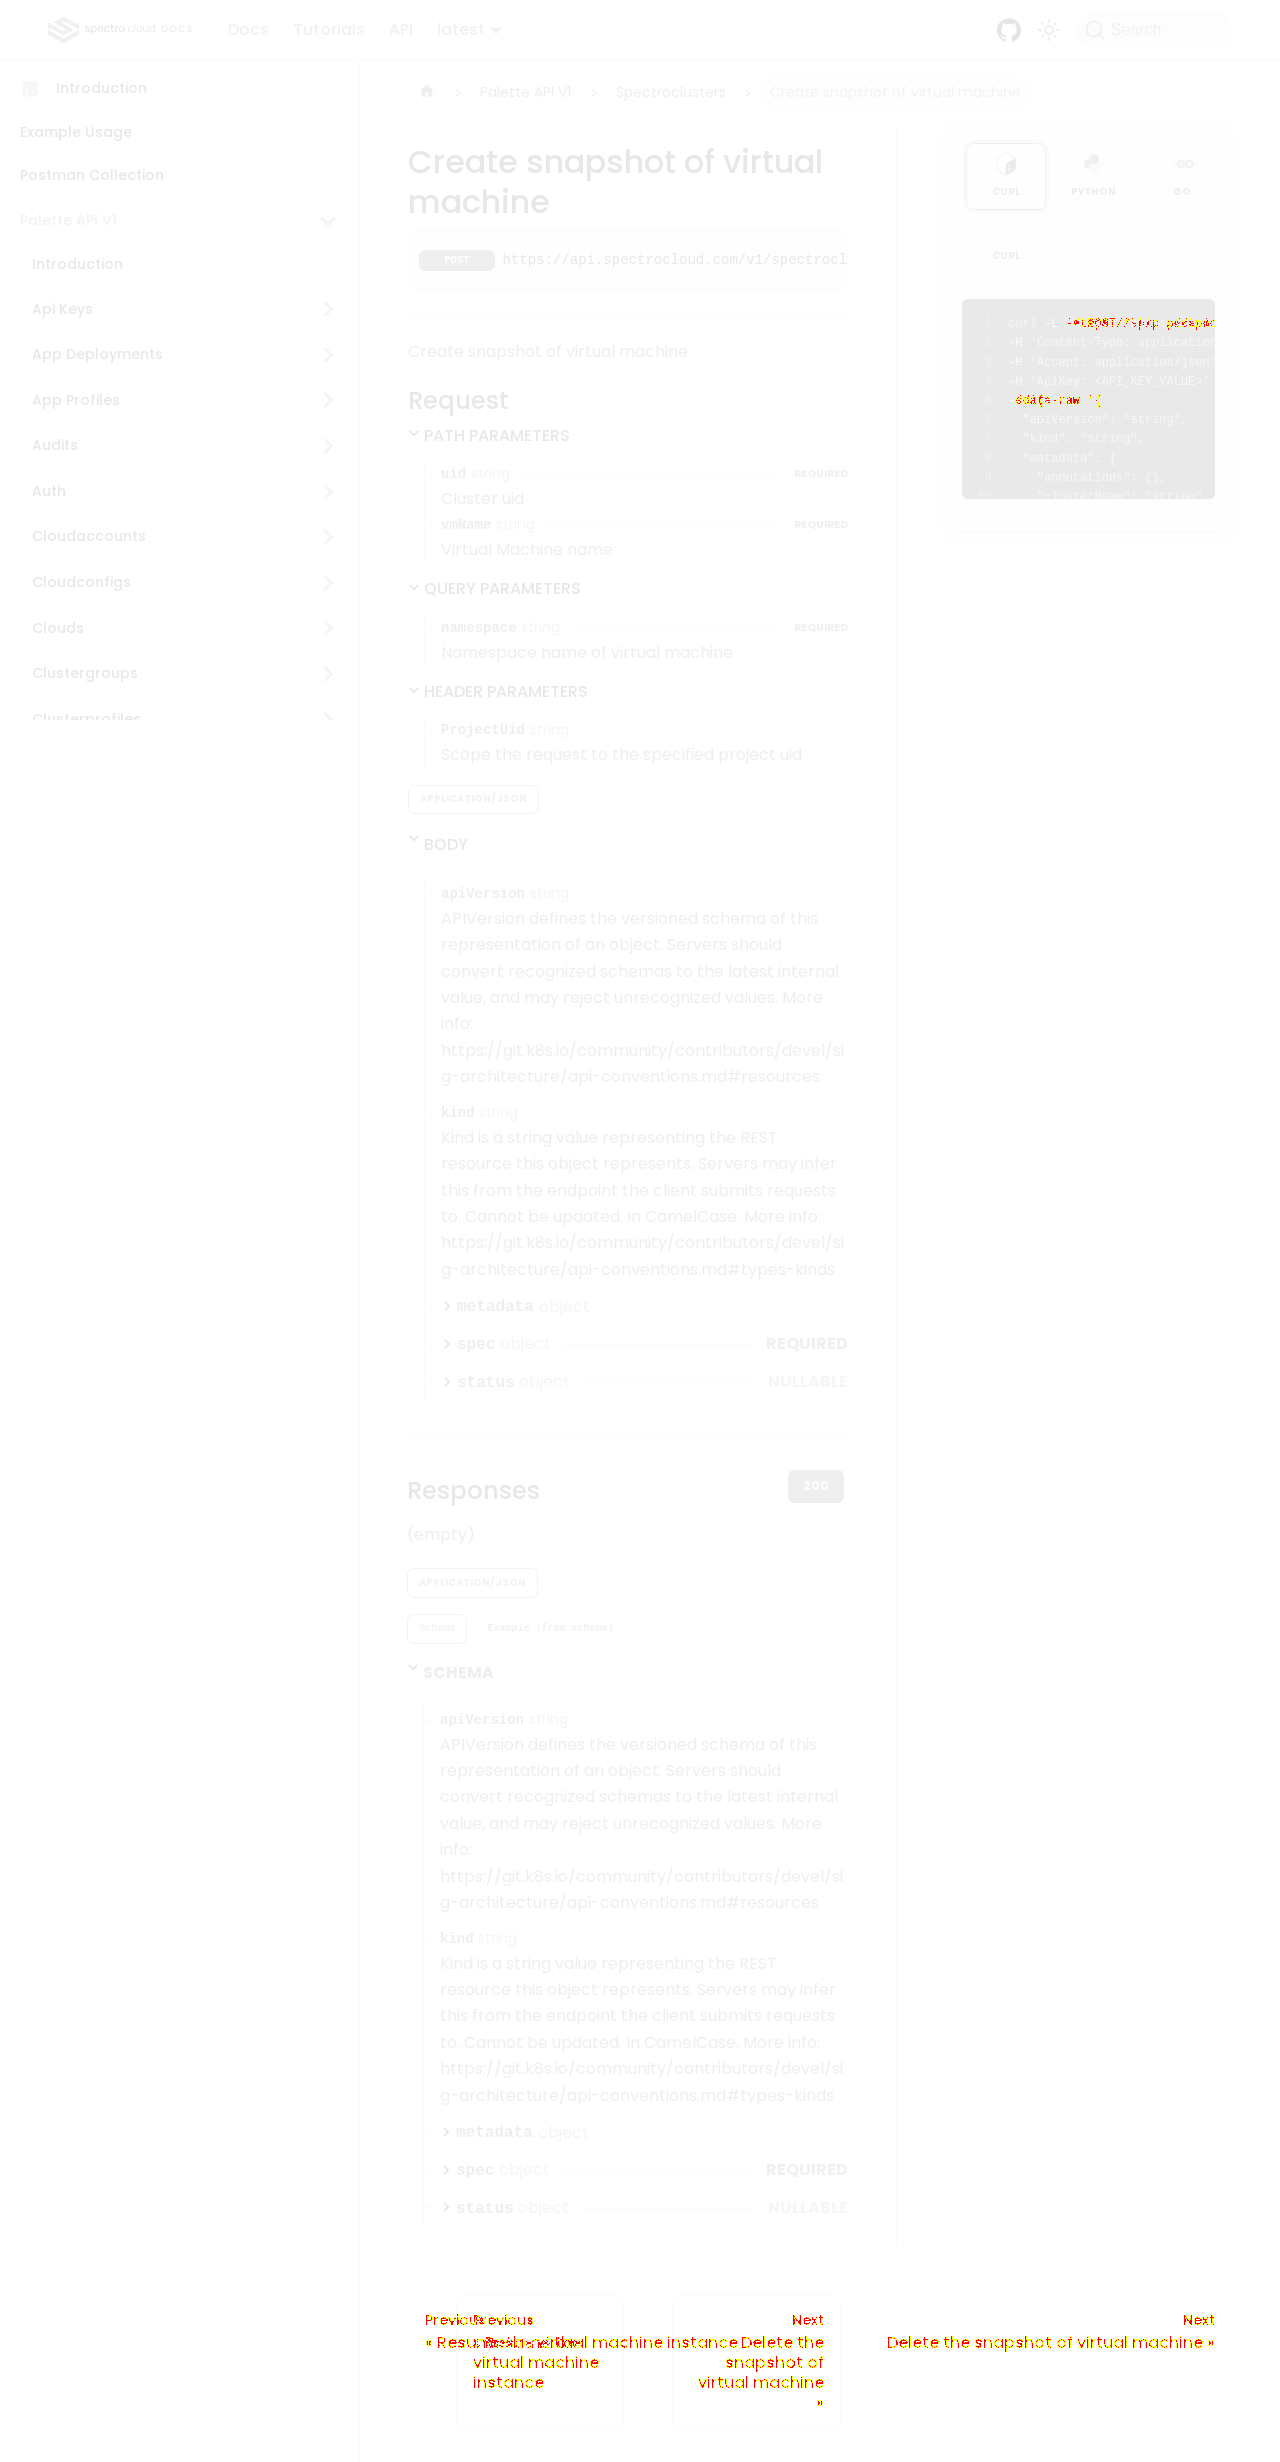 spectro cloud DOCS Docs Tutorials API latest Search
Introduction
Example Usage
Postman Collection
Palette API V1
Introduction
Api Keys
App Deployments
App Profiles
Audits
Auth
Cloudaccounts
Cloudconfigs
Clouds
Clustergroups
Clusterprofiles
Palette API V1 > Spectroclusters > Create snapshot of virtual machine
Create snapshot of virtual
machine
POST https://api.spectrocloud.com/v1/spectrocl
Create snapshot of virtual machine
Request
PATH PARAMETERS
uid string REQUIRED
Cluster uid
vmName string REQUIRED
Virtual Machine name
QUERY PARAMETERS
namespace string REQUIRED
Namespace name of virtual machine
HEADER PARAMETERS
ProjectUid string
Scope the request to the specified project uid
APPLICATION/JSON
BODY
apiVersion string
APIVersion defines the versioned schema of this
representation of an object. Servers should
convert recognized schemas to the latest internal
value, and may reject unrecognized values. More
info:
https://git.k8s.io/community/contributors/devel/si
g-architecture/api-conventions.md#resources
kind string
Kind is a string value representing the REST
resource this object represents. Servers may infer
this from the endpoint the client submits requests
to. Cannot be updated. In CamelCase. More info:
https://git.k8s.io/community/contributors/devel/si
g-architecture/api-conventions.md#types-kinds
metadata object
spec object REQUIRED
status object NULLABLE
Responses 200
(empty)
APPLICATION/JSON
Schema Example (from schema)
SCHEMA
apiVersion string
APIVersion defines the versioned schema of this
representation of an object. Servers should
convert recognized schemas to the latest internal
value, and may reject unrecognized values. More
info:
https://git.k8s.io/community/contributors/devel/si
g-architecture/api-conventions.md#resources
kind string
Kind is a string value representing the REST
resource this object represents. Servers may infer
this from the endpoint the client submits requests
to. Cannot be updated. In CamelCase. More info:
https://git.k8s.io/community/contributors/devel/si
g-architecture/api-conventions.md#types-kinds
metadata object
spec object REQUIRED
status object NULLABLE
CURL PYTHON GO
CURL
1 curl -L
2 -H 'Content-Type: application
3 -H 'Accept: application/json'
4 -H 'ApiKey: <API_KEY_VALUE>'
5
6 "apiVersion": "string",
7 "kind": "string",
8 "metadata": {
9 "annotations": {},
10 "clusterName": "string"
Previous Previous Next Next
virtual machine instance Delete the Delete the snapshot of virtual machine »
virtual machine snapshot of
instance virtual machine
»